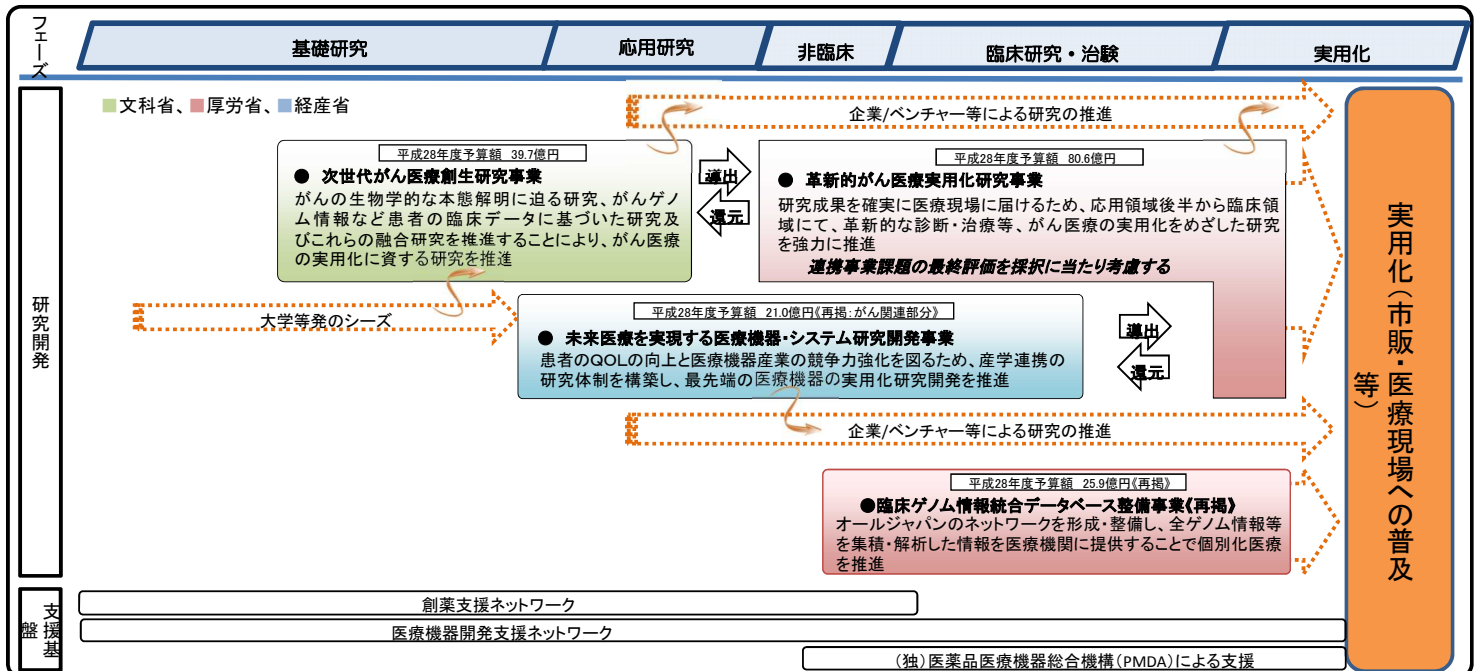 フェーズ
基礎研究
応用研究
非臨床
臨床研究・治験
実用化
■文科省、■厚労省、■経産省
企業/ベンチャー等による研究の推進
平成28年度予算額 39.7億円
● 次世代がん医療創生研究事業
がんの生物学的な本態解明に迫る研究、がんゲノ
ム情報など患者の臨床データに基づいた研究及
びこれらの融合研究を推進することにより、がん医療
の実用化に資する研究を推進
導出
還元
平成28年度予算額 80.6億円
● 革新的がん医療実用化研究事業
研究成果を確実に医療現場に届けるため、応用領域後半から臨床領
域にて、革新的な診断・治療等、がん医療の実用化をめざした研究
を強力に推進
連携事業課題の最終評価を採択に当たり考慮する
研究開発
大学等発のシーズ
平成28年度予算額 21.0億円《再掲:がん関連部分》
● 未来医療を実現する医療機器・システム研究開発事業
患者のQOLの向上と医療機器産業の競争力強化を図るため、産学連携の
研究体制を構築し、最先端の医療機器の実用化研究開発を推進
導出
還元
企業/ベンチャー等による研究の推進
平成28年度予算額 25.9億円《再掲》
●臨床ゲノム情報統合データベース整備事業《再掲》
オールジャパンのネットワークを形成・整備し、全ゲノム情報等
を集積・解析した情報を医療機関に提供することで個別化医療
を推進
実用化(市販・医療現場への普及
等)
支援基
盤
創薬支援ネットワーク
医療機器開発支援ネットワーク
(独)医薬品医療機器総合機構(PMDA)による支援